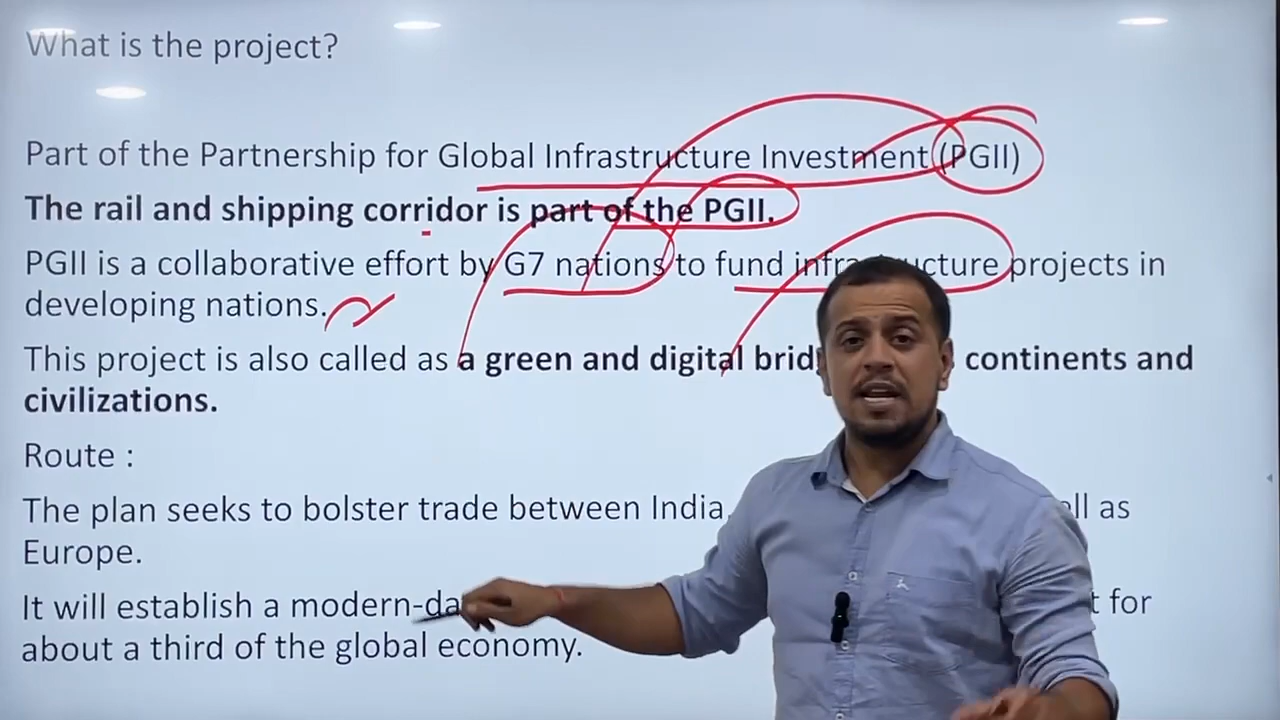 What is the project?
Part of the Partnership for Global Infrastructure Investment (PGII)
The rail and shipping corridor is part of the PGII.
PGII is a collaborative effort by G7 nations to fund infrastructure projects in
developing nations.
This project is also called as a green and digital continents and
civilizations.
Route :
The plan seeks to bolster trade between India, as
Europe.
It will establish a for
about a third of the global economy.